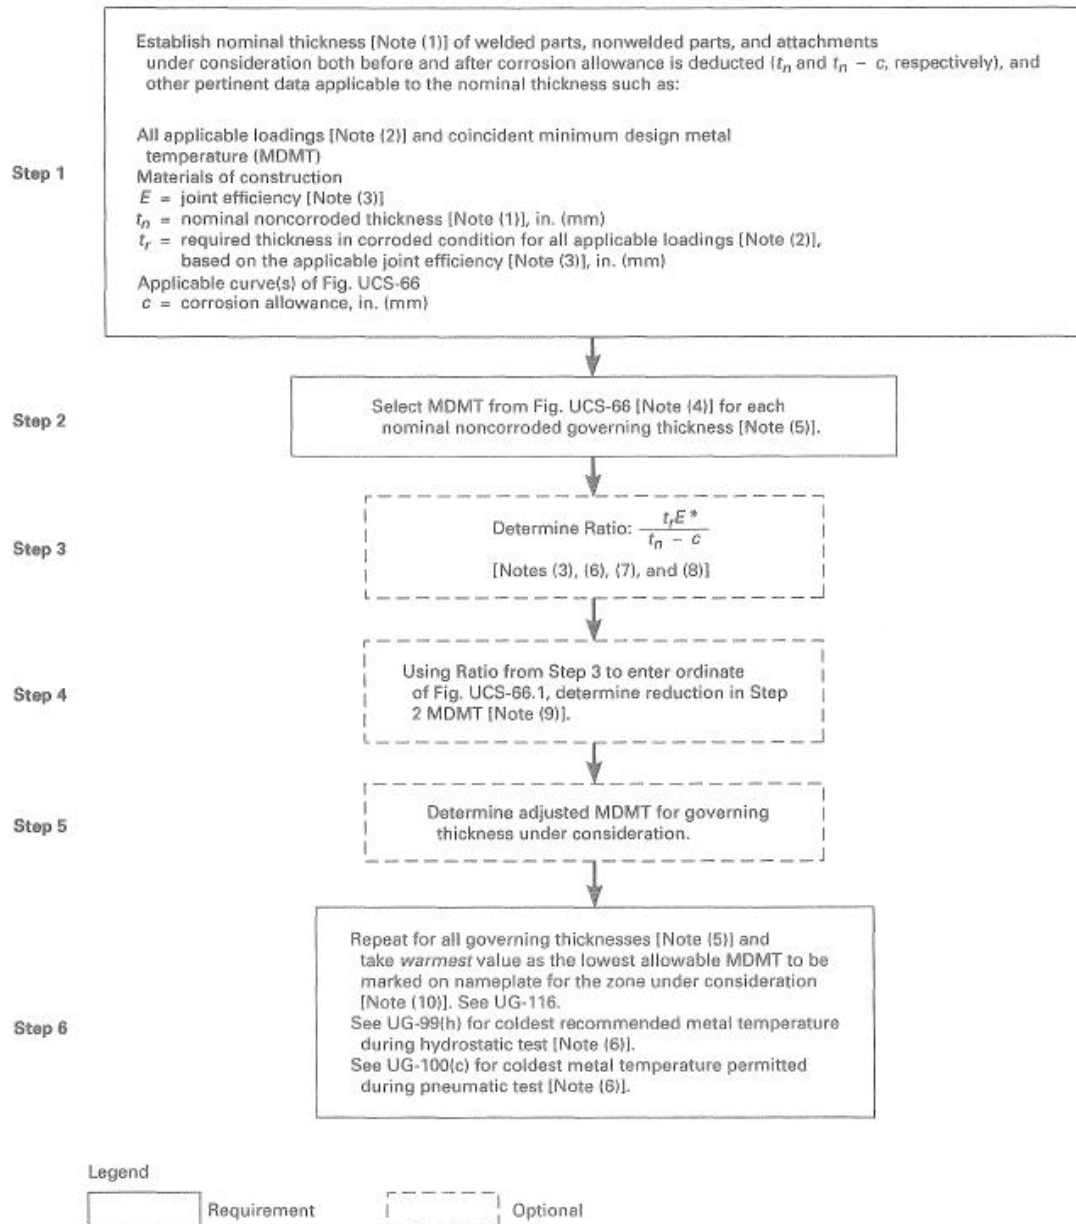 Establish nominal thickness [Note (1)] of welded parts, nonwelded parts, and attachments
under consideration both before and after corrosion allowance is deducted (tn and tn − c, respectively), and
other pertinent data applicable to the nominal thickness such as:
All applicable loadings [Note (2)] and coincident minimum design metal
temperature (MDMT)
Step 1
Materials of construction
E = joint efficiency [Note (3)]
tn = nominal noncorroded thickness [Note (1)], in. (mm)
tr = required thickness in corroded condition for all applicable loadings [Note (2)],
based on the applicable joint efficiency [Note (3)], in. (mm)
Applicable curve(s) of Fig. UCS-66
c = corrosion allowance, in. (mm)
Step 2
Select MDMT from Fig. UCS-66 [Note (4)] for each
nominal noncorroded governing thickness [Note (5)].
Step 3
Determine Ratio: trE* / tn − c
[Notes (3), (6), (7), and (8)]
Step 4
Using Ratio from Step 3 to enter ordinate
of Fig. UCS-66.1, determine reduction in Step
2 MDMT [Note (9)].
Step 5
Determine adjusted MDMT for governing
thickness under consideration.
Step 6
Repeat for all governing thicknesses [Note (5)] and
take warmest value as the lowest allowable MDMT to be
marked on nameplate for the zone under consideration
[Note (10)]. See UG-116.
See UG-99(h) for coldest recommended metal temperature
during hydrostatic test [Note (6)].
See UG-100(c) for coldest metal temperature permitted
during pneumatic test [Note (6)].
Legend
Requirement
Optional